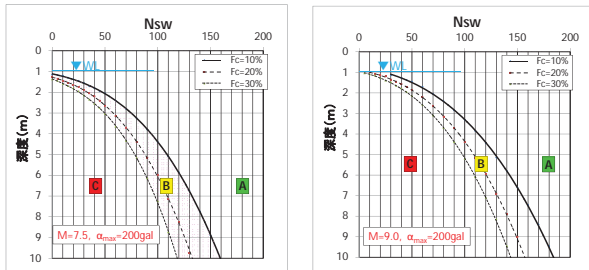 Nsw
0 50 100 150 200
0
1
2
3
4
5
6
7
8
9
10
深度(m)
WL
Fc=10%
Fc=20%
Fc=30%
C
B
A
M=7.5, αmax=200gal
Nsw
0 50 100 150 200
0
1
2
3
4
5
6
7
8
9
10
深度(m)
WL
Fc=10%
Fc=20%
Fc=30%
C
B
A
M=9.0, αmax=200gal